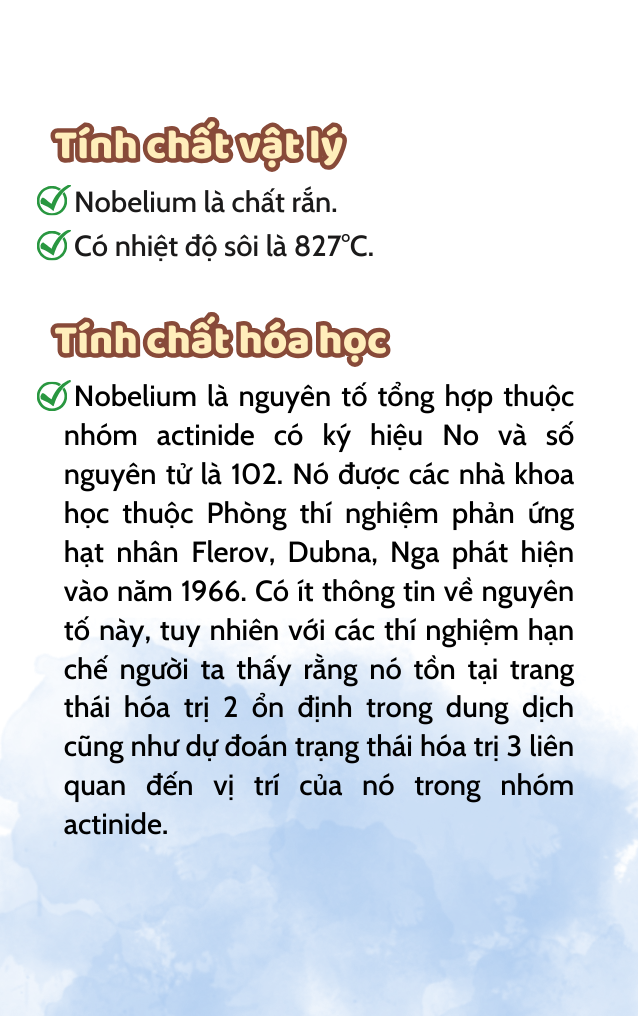 Tính chất vật lý
Nobelium là chất rắn.
Có nhiệt độ sôi là 827°C.
Tính chất hóa học
Nobelium là nguyên tố tổng hợp thuộc
nhóm actinide có ký hiệu No và số
nguyên tử là 102. Nó được các nhà khoa
học thuộc Phòng thí nghiệm phản ứng
hạt nhân Flerov, Dubna, Nga phát hiện
vào năm 1966. Có ít thông tin về nguyên
tố này, tuy nhiên với các thí nghiệm hạn
chế người ta thấy rằng nó tồn tại trang
thái hóa trị 2 ổn định trong dung dịch
cũng như dự đoán trạng thái hóa trị 3 liên
quan đến vị trí của nó trong nhóm
actinide.